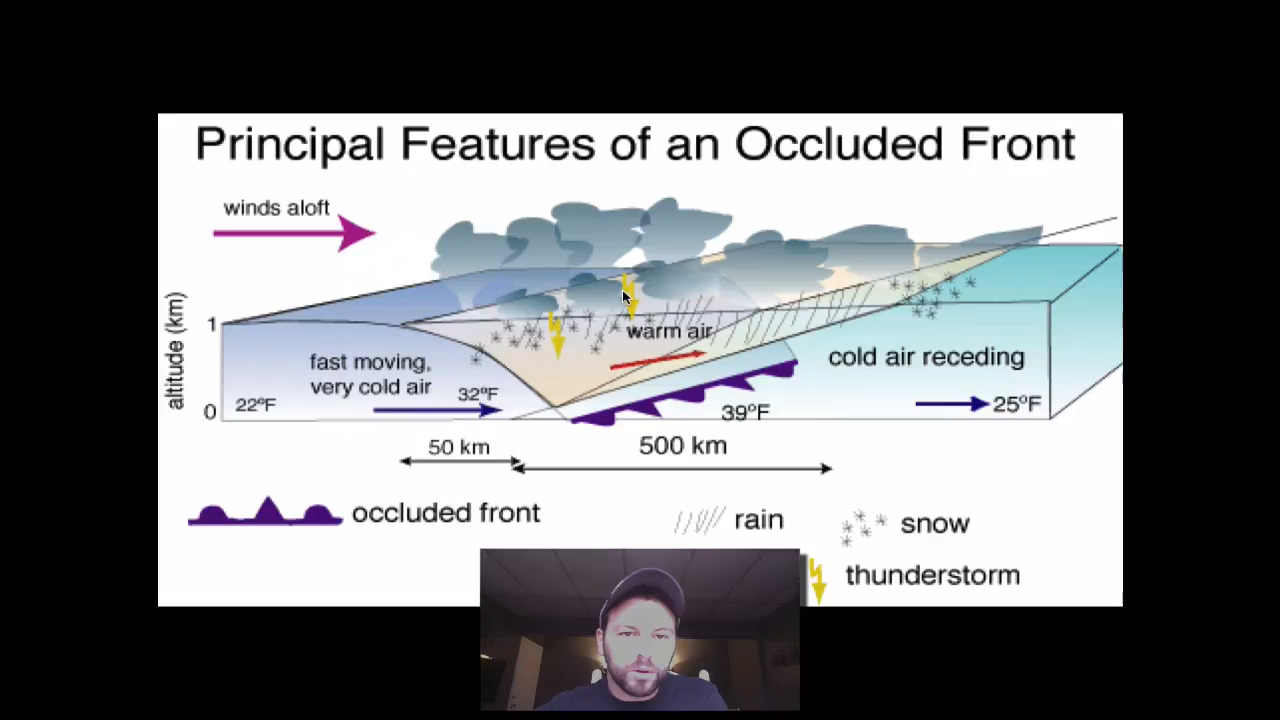 Principal Features of an Occluded Front
winds aloft
altitude (km)
1
0
fast moving,
very cold air
22ºF
32ºF
warm air
39ºF
cold air receding
25ºF
50 km
500 km
occluded front
rain
snow
thunderstorm